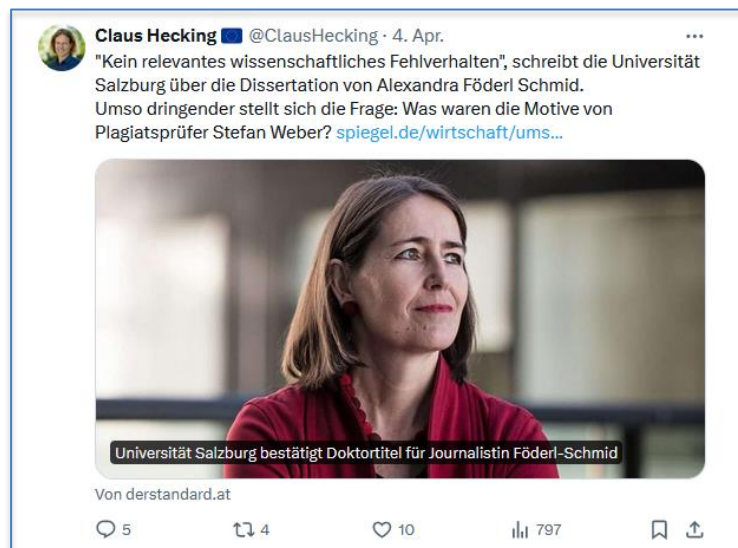 Claus Hecking 🇪🇺 @ClausHecking · 4. Apr.
"Kein relevantes wissenschaftliches Fehlverhalten", schreibt die Universität
Salzburg über die Dissertation von Alexandra Föderl Schmid.
Umso dringender stellt sich die Frage: Was waren die Motive von
Plagiatsprüfer Stefan Weber? spiegel.de/wirtschaft/ums...
Universität Salzburg bestätigt Doktortitel für Journalistin Föderl-Schmid
Von derstandard.at
5 4 10 797